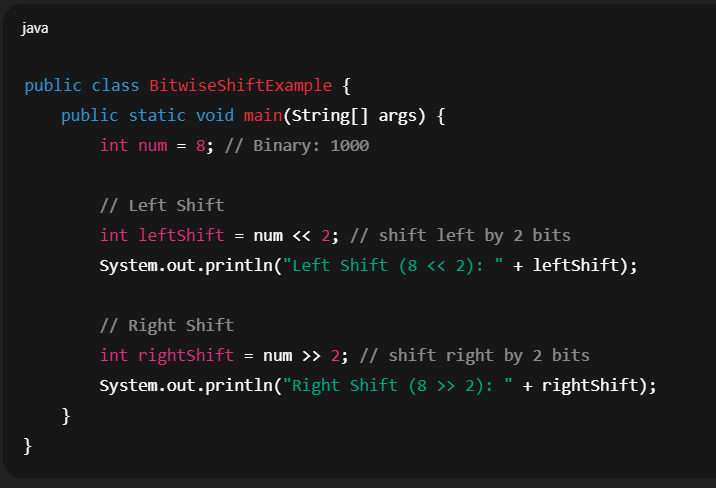 java
public class BitwiseShiftExample {
    public static void main(String[] args) {
        int num = 8; // Binary: 1000
        // Left Shift
        int leftShift = num << 2; // shift left by 2 bits
        System.out.println("Left Shift (8 << 2): " + leftShift);
        // Right Shift
        int rightShift = num >> 2; // shift right by 2 bits
        System.out.println("Right Shift (8 >> 2): " + rightShift);
    }
}